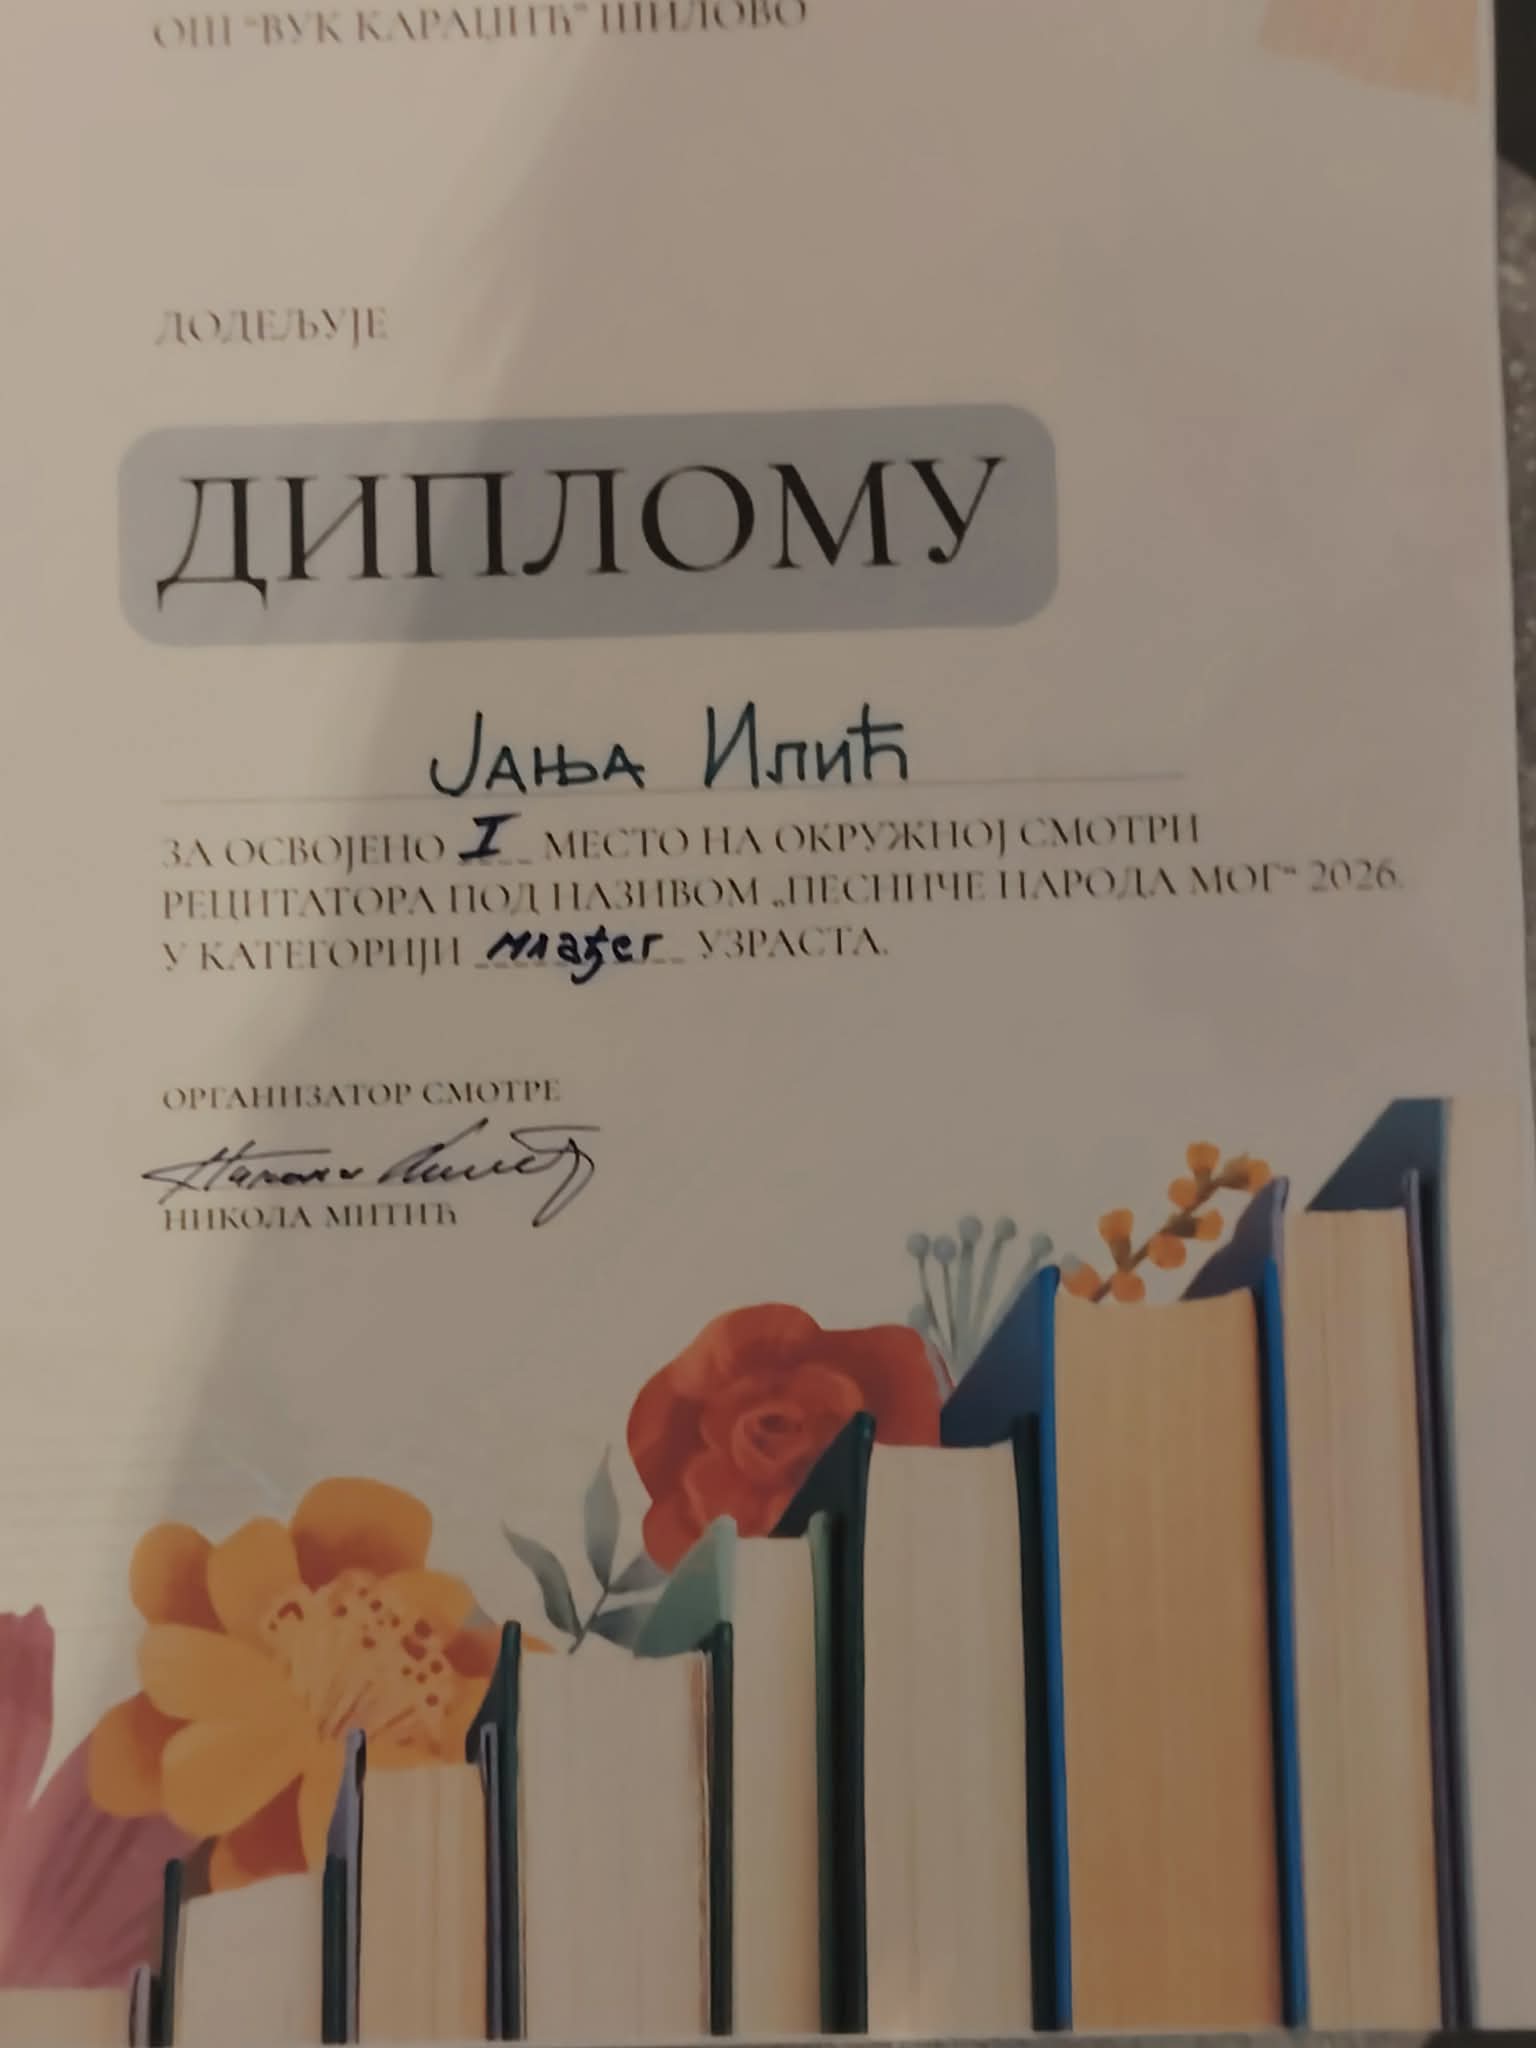 ОШ "ВУК КАРАЏИЋ" ШИЛОВО
ДОДЕЉУЈЕ
ДИПЛОМУ
Јања Илић
ЗА ОСВОЈЕНО I МЕСТО НА ОКРУЖНОЈ СМОТРИ
РЕЦИТАТОРА ПОД НАЗИВОМ „ПЕСНИЧЕ НАРОДА МОГ“ 2026.
У КАТЕГОРИЈИ млађег УЗРАСТА.
ОРГАНИЗАТОР СМОТРЕ
НИКОЛА МИТИЋ